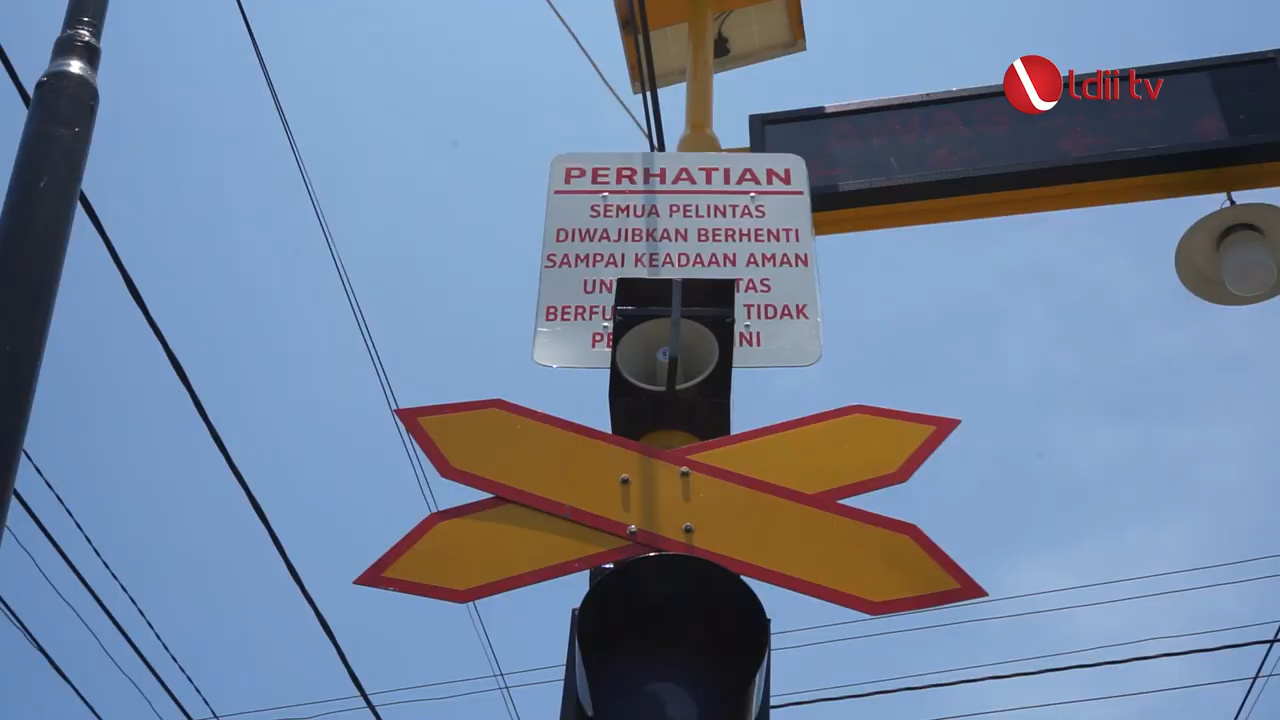 ldii tv
PERHATIAN
SEMUA PELINTAS
DIWAJIBKAN BERHENTI
SAMPAI KEADAAN AMAN
TIDAK